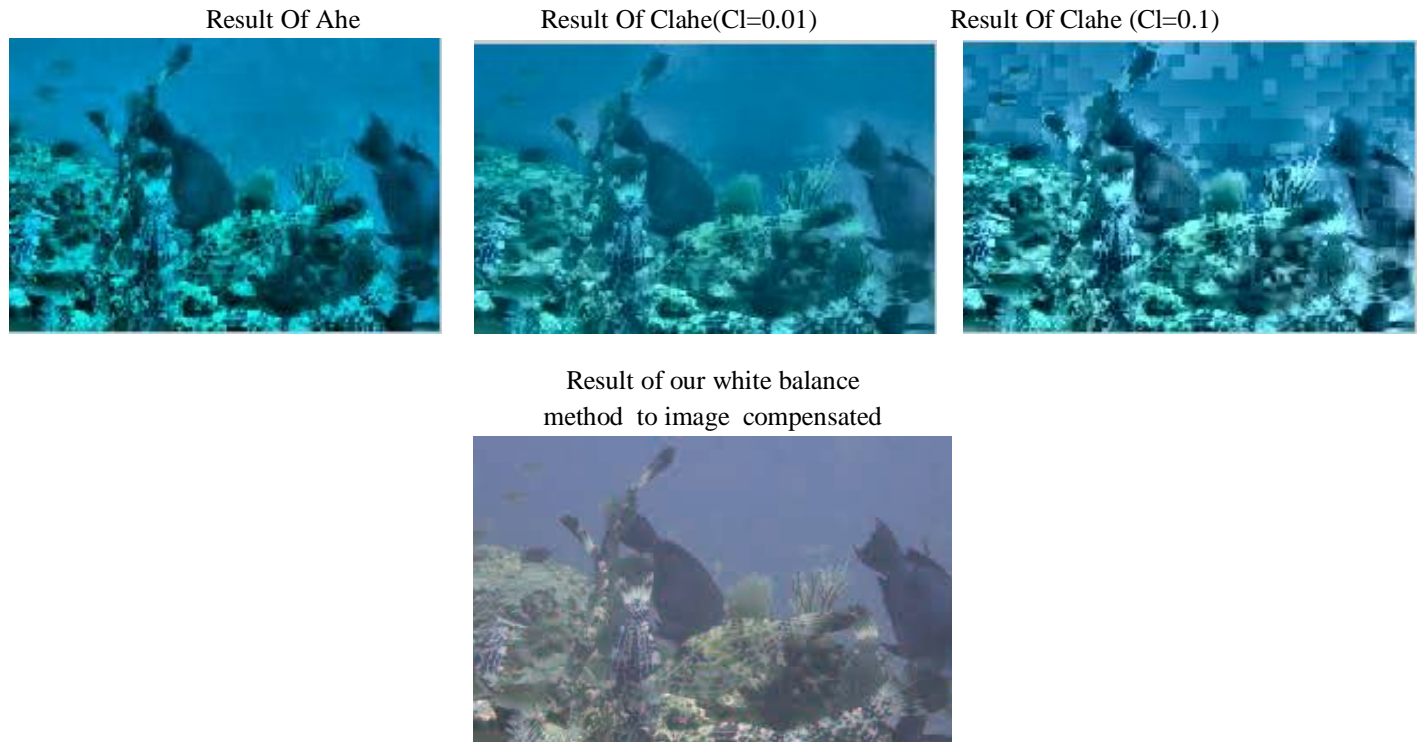 Result Of Ahe
Result Of Clahe(Cl=0.01)
Result Of Clahe (Cl=0.1)
Result of our white balance
method to image compensated